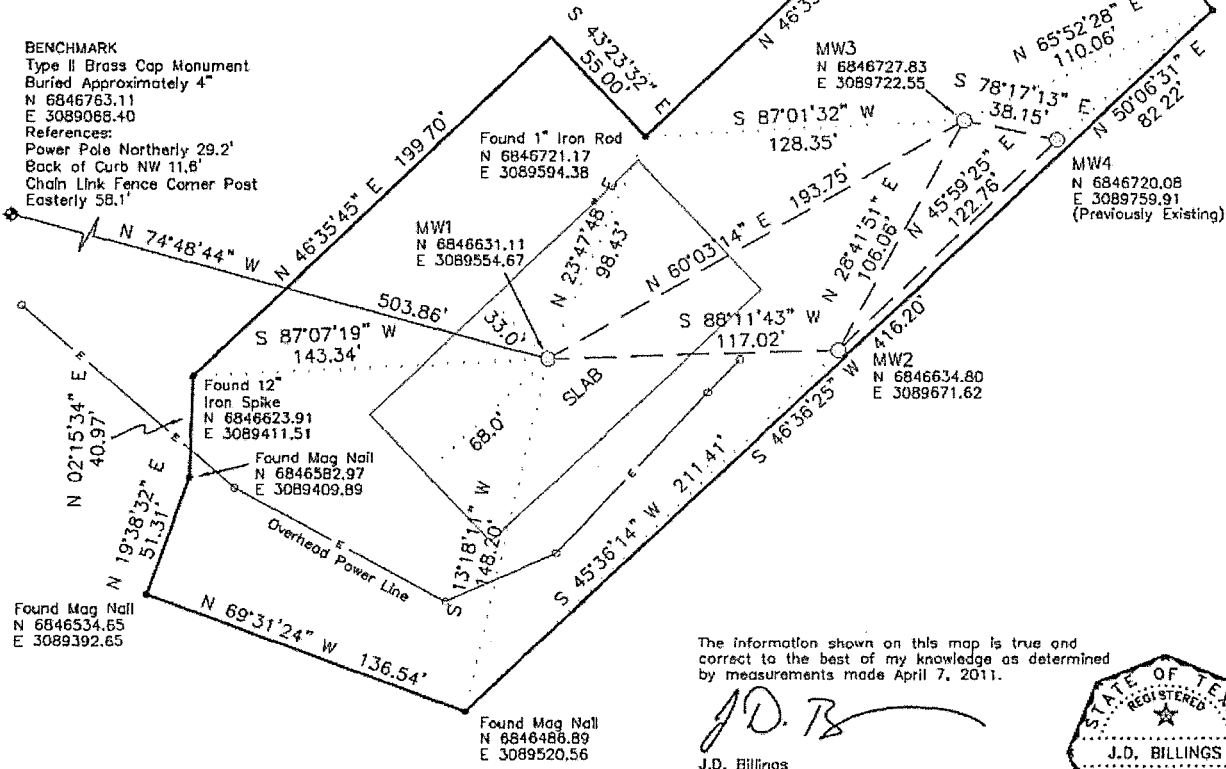 BENCHMARK
Type II Brass Cap Monument
Buried Approximately 4"
N 6846763.11
E 3089068.40
References:
Power Pole Northerly 29.2'
Back of Curb NW 11.6'
Chain Link Fence Corner Post
Easterly 58.1'
S 43°23'32" E
55.00'
N 65°52'28" E
110.06'
MW3
N 6846727.83
E 3089722.55
S 78°17'13" E
38.15'
N 50°06'31" E
82.22'
S 87°01'32" W
128.35'
Found 1" Iron Rod
N 6846721.17
E 3089594.38
MW4
N 6846720.08
E 3089759.91
(Previously Existing)
199.70'
N 46°35'45" E
N 74°48'44" W
503.86'
MW1
N 6846631.11
E 3089554.67
N 23°47'48" E
98.43'
N 60°03'14" E 193.75'
N 28°41'51" E
106.06'
N 45°59'25" E
122.76'
33.0'
S 87°07'19" W
143.34'
S 88°11'43" W
117.02'
416.20'
S 46°36'25" W
MW2
N 6846634.80
E 3089671.62
SLAB
68.0'
Found 12"
Iron Spike
N 6846623.91
E 3089411.51
N 02°15'34" E
40.97'
E
E
E
E
Found Mag Nail
N 6846582.97
E 3089409.89
N 19°38'32" E
51.31'
Overhead Power Line
S 13°18'11" W
148.20'
S 45°36'14" W 211.41'
Found Mag Nail
N 6846534.65
E 3089392.65
N 69°31'24" W 136.54'
Found Mag Nail
N 6846486.89
E 3089520.56
The information shown on this map is true and
correct to the best of my knowledge as determined
by measurements made April 7, 2011.
J.D. B
J.D. Billings
STATE OF TEX
REGISTERED
J.D. BILLINGS